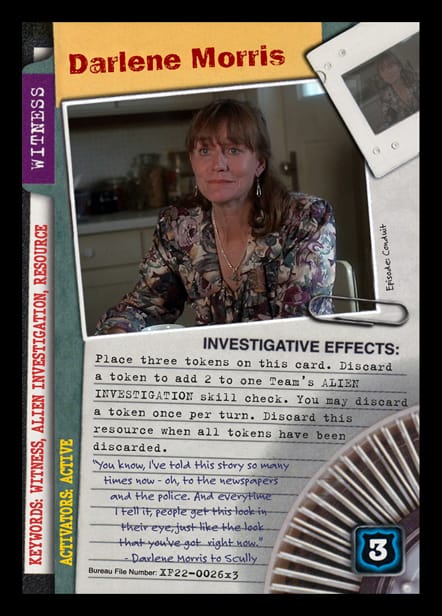 Darlene Morris
WITNESS
Episode: Conduit
KEYWORDS: WITNESS, ALIEN INVESTIGATION, RESOURCE
ACTIVATORS: ACTIVE
INVESTIGATIVE EFFECTS:
Place three tokens on this card. Discard
a token to add 2 to one Team's ALIEN
INVESTIGATION skill check. You may discard
a token once per turn. Discard this
resource when all tokens have been
discarded.
"You know, I've told this story so many
times now - oh, to the newspapers
and the police. And everytime
I tell it, people get this look in
their eye, just like the look
that you've got right now."
- Darlene Morris to Scully
Bureau File Number: XF22-0026x3
3